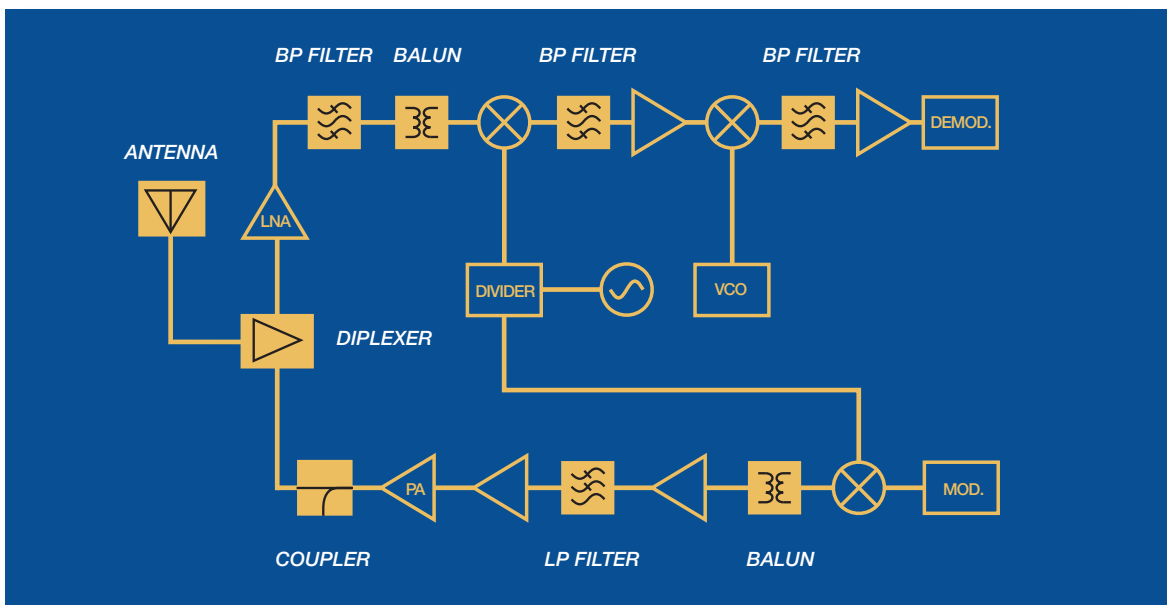 BP FILTER
BALUN
BP FILTER
BP FILTER
DEMOD.
ANTENNA
LNA
DIVIDER
VCO
DIPLEXER
PA
MOD.
COUPLER
LP FILTER
BALUN